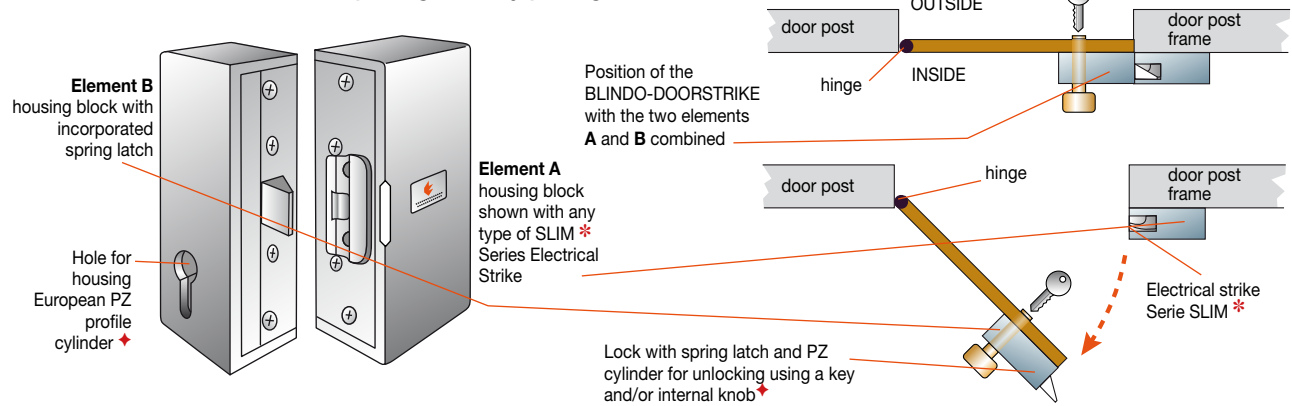 Element B
housing block with
incorporated
spring latch
Hole for
housing
European PZ
profile
cylinder ✦
Element A
housing block
shown with any
type of SLIM *
Series Electrical
Strike
Position of the
BLINDO-DOORSTRIKE
with the two elements
A and B combined
door post
OUTSIDE
door post
frame
hinge
INSIDE
door post
hinge
door post
frame
Electrical strike
Serie SLIM *
Lock with spring latch and PZ
cylinder for unlocking using a key
and/or internal knob✦